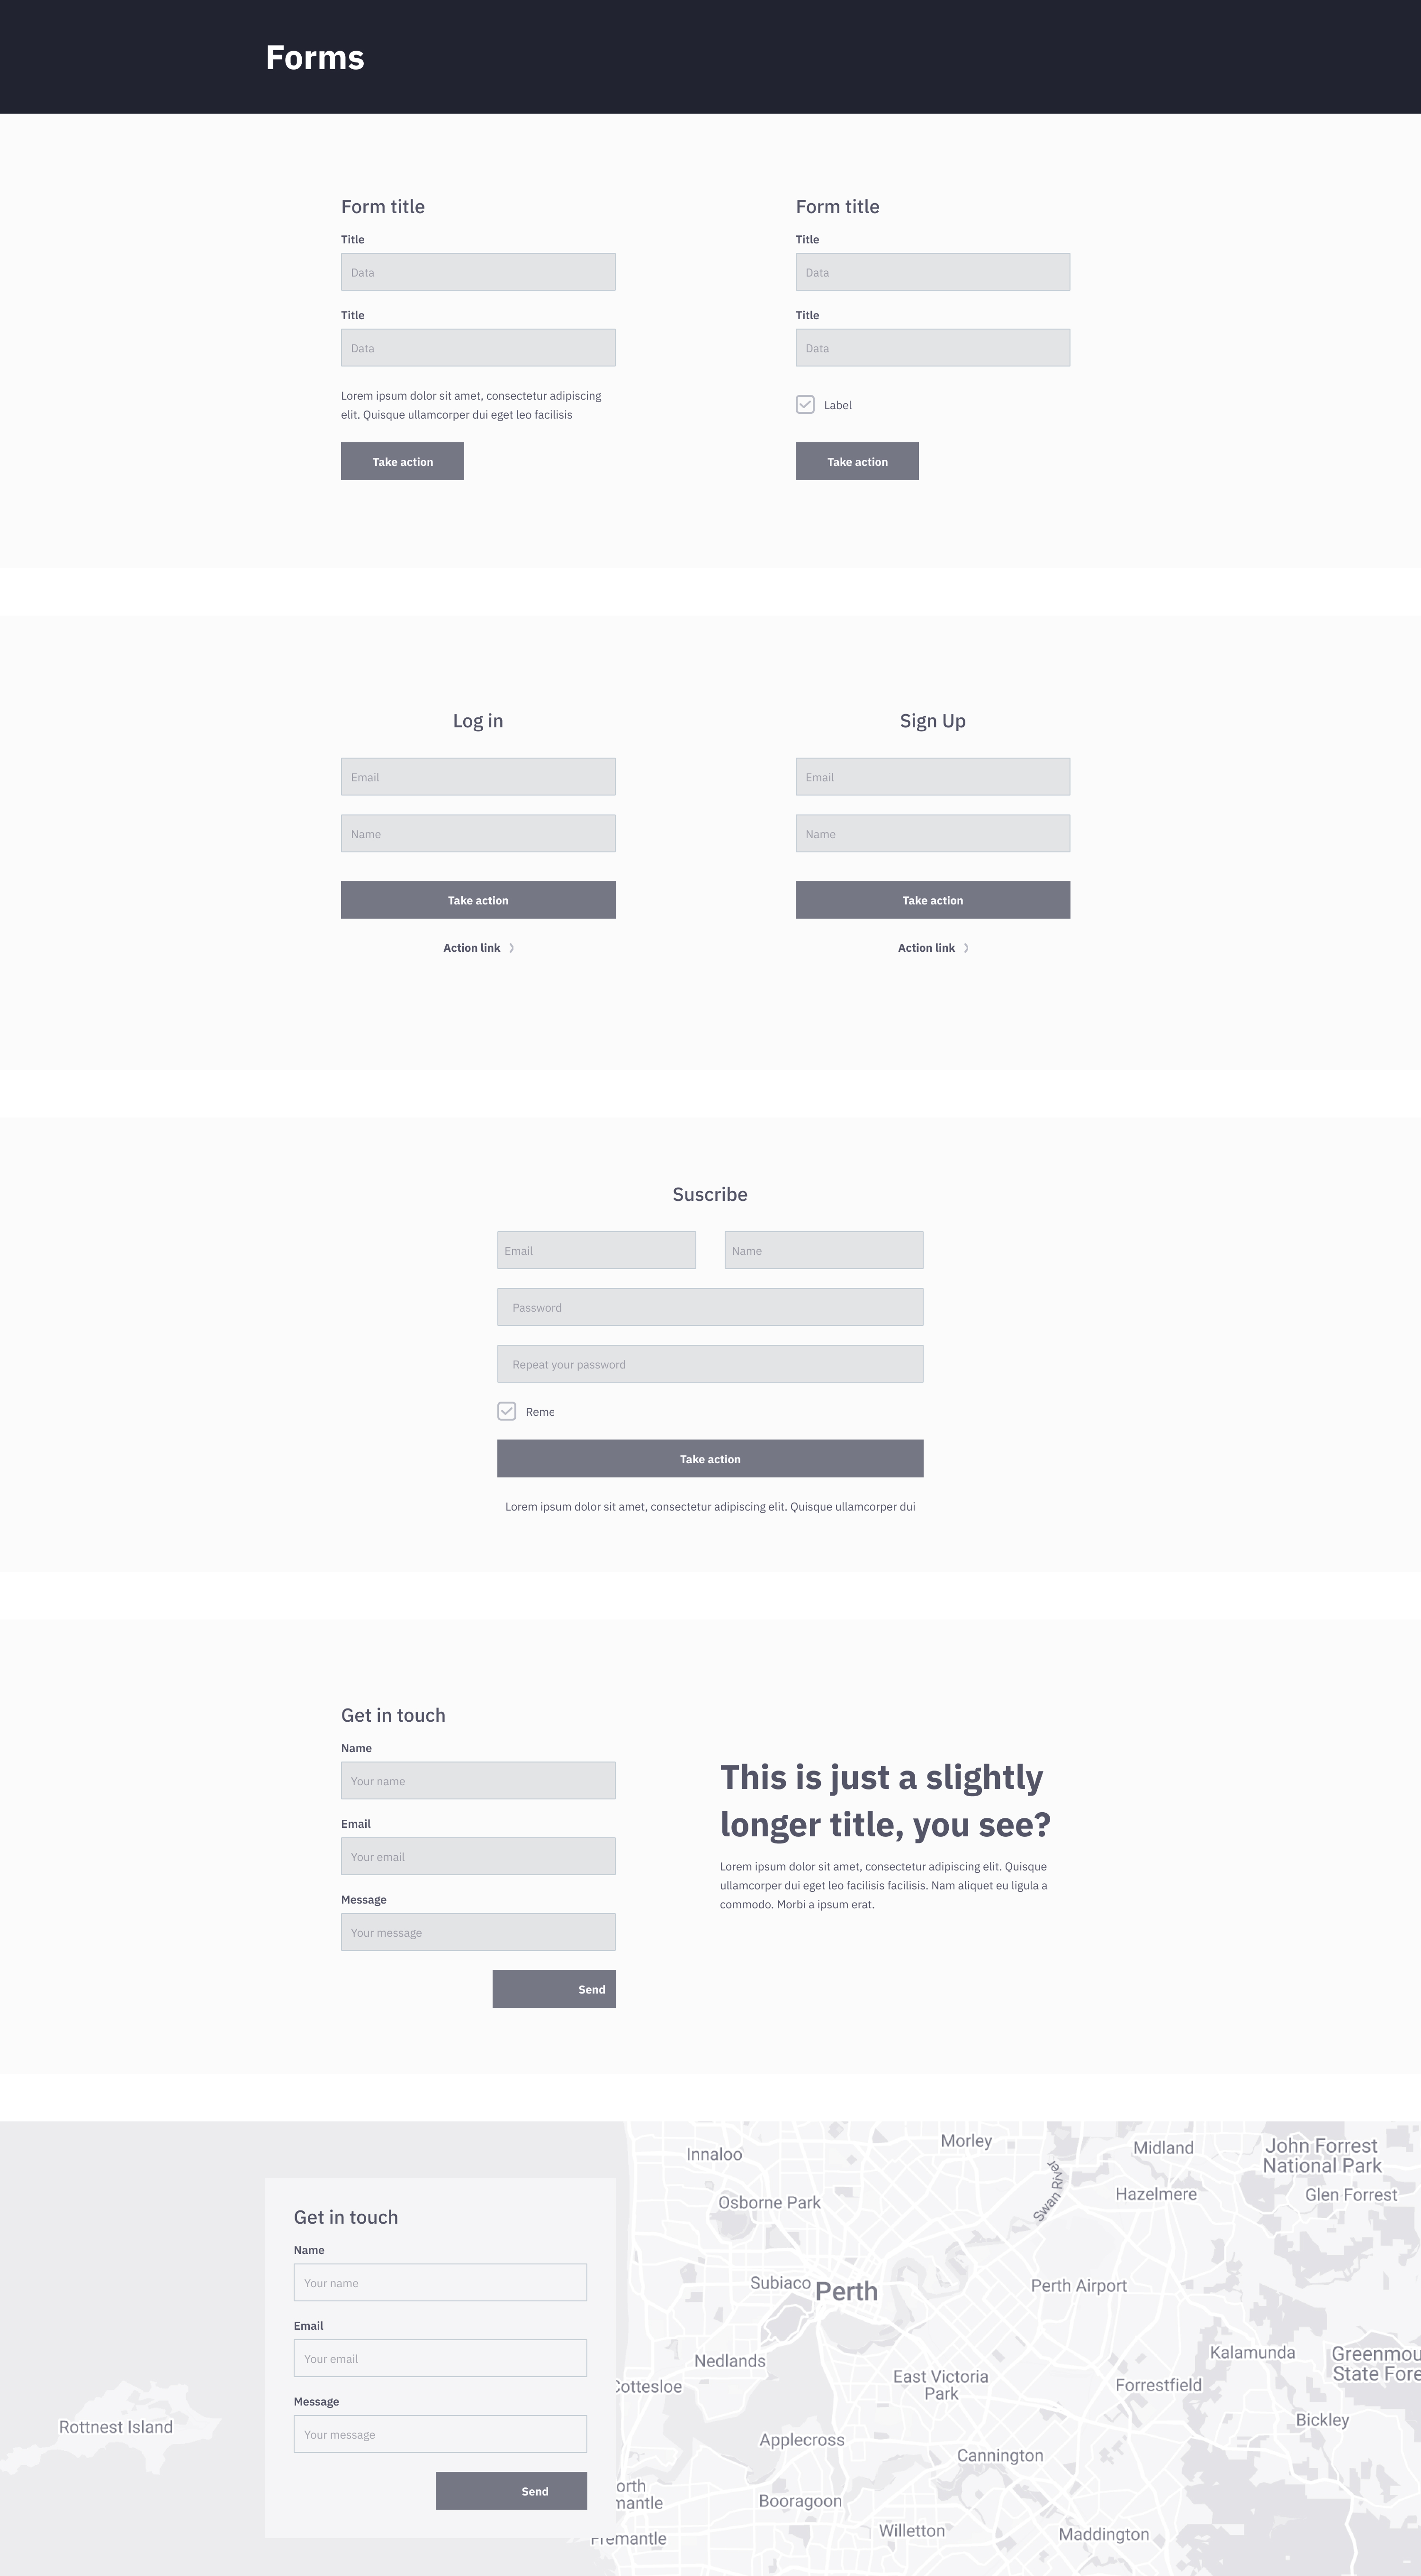 Forms
Form title
Title
Data
Title
Data
Lorem ipsum dolor sit amet, consectetur adipiscing
elit. Quisque ullamcorper dui eget leo facilisis
Take action
Form title
Title
Data
Title
Data
Label
Take action
Log in
Email
Name
Take action
Action link
Sign Up
Email
Name
Take action
Action link
Suscribe
Email
Name
Password
Repeat your password
Reme
Take action
Lorem ipsum dolor sit amet, consectetur adipiscing elit. Quisque ullamcorper dui
Get in touch
Name
Your name
Email
Your email
Message
Your message
Send
This is just a slightly
longer title, you see?
Lorem ipsum dolor sit amet, consectetur adipiscing elit. Quisque
ullamcorper dui eget leo facilisis facilisis. Nam aliquet eu ligula a
commodo. Morbi a ipsum erat.
Get in touch
Name
Your name
Email
Your email
Message
Your message
Send
Rottnest Island
Innaloo
Morley
Midland
John Forrest
National Park
Osborne Park
Swan River
Hazelmere
Glen Forrest
Subiaco
Perth
Perth Airport
Nedlands
Kalamunda
Greenmou
State Fore
Cottesloe
East Victoria
Park
Forrestfield
Bickley
Applecross
Cannington
orth
mantle
Booragoon
Willetton
Maddington
Fremantle